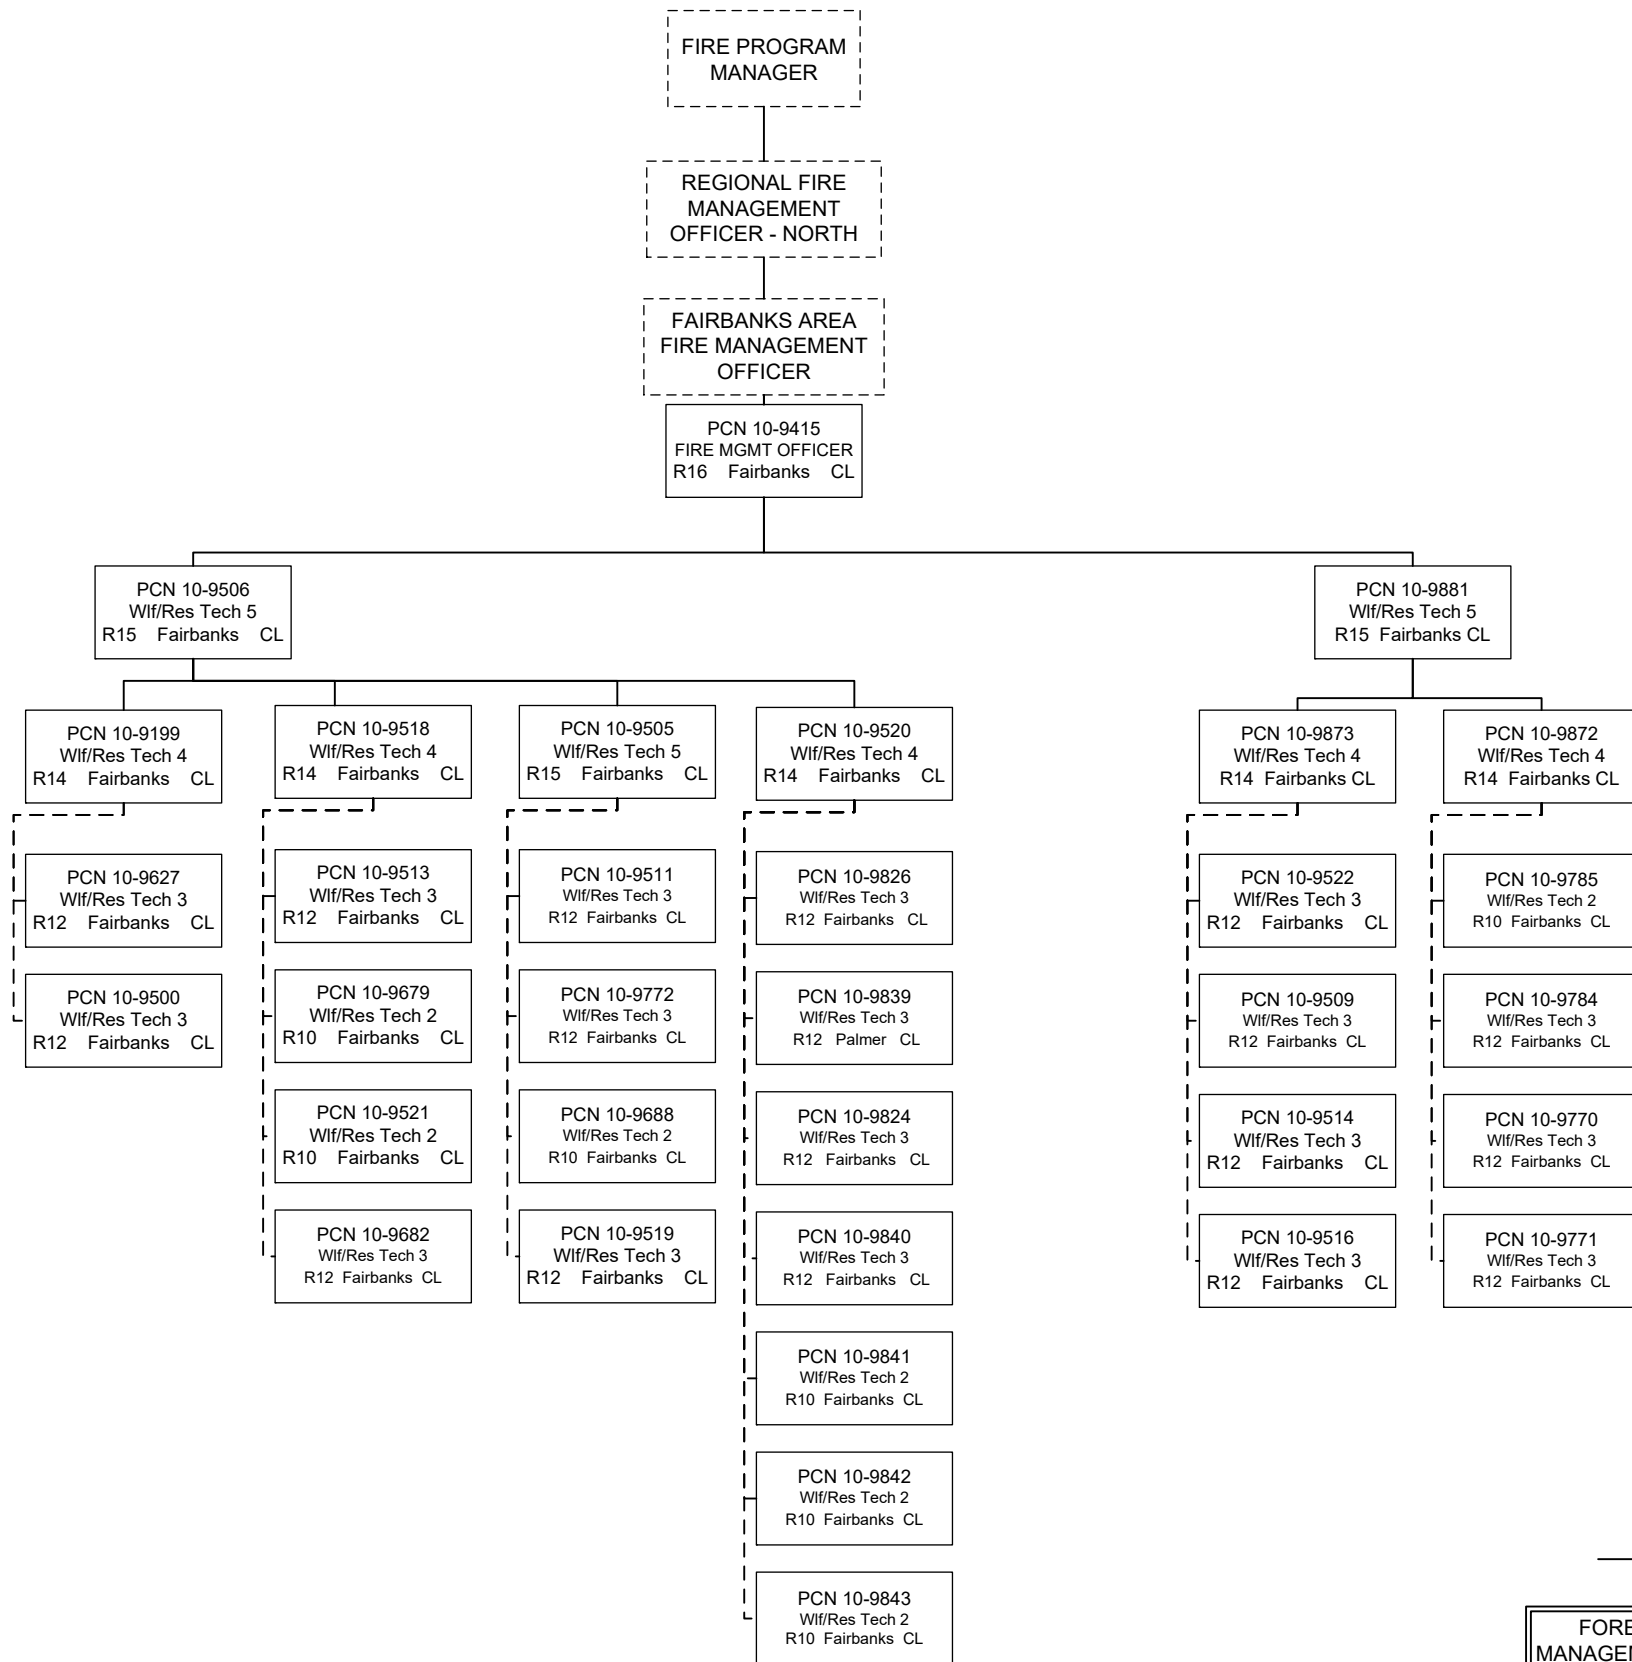 FIRE PROGRAM
MANAGER
REGIONAL FIRE
MANAGEMENT
OFFICER - NORTH
FAIRBANKS AREA
FIRE MANAGEMENT
OFFICER
PCN 10-9415
FIRE MGMT OFFICER
R16 Fairbanks CL
PCN 10-9506
Wlf/Res Tech 5
R15 Fairbanks CL
PCN 10-9881
Wlf/Res Tech 5
R15 Fairbanks CL
PCN 10-9199
Wlf/Res Tech 4
R14 Fairbanks CL
PCN 10-9518
Wlf/Res Tech 4
R14 Fairbanks CL
PCN 10-9505
Wlf/Res Tech 5
R15 Fairbanks CL
PCN 10-9520
Wlf/Res Tech 4
R14 Fairbanks CL
PCN 10-9873
Wlf/Res Tech 4
R14 Fairbanks CL
PCN 10-9872
Wlf/Res Tech 4
R14 Fairbanks CL
PCN 10-9627
Wlf/Res Tech 3
R12 Fairbanks CL
PCN 10-9513
Wlf/Res Tech 3
R12 Fairbanks CL
PCN 10-9511
Wlf/Res Tech 3
R12 Fairbanks CL
PCN 10-9826
Wlf/Res Tech 3
R12 Fairbanks CL
PCN 10-9522
Wlf/Res Tech 3
R12 Fairbanks CL
PCN 10-9785
Wlf/Res Tech 2
R10 Fairbanks CL
PCN 10-9500
Wlf/Res Tech 3
R12 Fairbanks CL
PCN 10-9679
Wlf/Res Tech 2
R10 Fairbanks CL
PCN 10-9772
Wlf/Res Tech 3
R12 Fairbanks CL
PCN 10-9839
Wlf/Res Tech 3
R12 Palmer CL
PCN 10-9509
Wlf/Res Tech 3
R12 Fairbanks CL
PCN 10-9784
Wlf/Res Tech 3
R12 Fairbanks CL
PCN 10-9521
Wlf/Res Tech 2
R10 Fairbanks CL
PCN 10-9688
Wlf/Res Tech 2
R10 Fairbanks CL
PCN 10-9824
Wlf/Res Tech 3
R12 Fairbanks CL
PCN 10-9514
Wlf/Res Tech 3
R12 Fairbanks CL
PCN 10-9770
Wlf/Res Tech 3
R12 Fairbanks CL
PCN 10-9682
Wlf/Res Tech 3
R12 Fairbanks CL
PCN 10-9519
Wlf/Res Tech 3
R12 Fairbanks CL
PCN 10-9840
Wlf/Res Tech 3
R12 Fairbanks CL
PCN 10-9516
Wlf/Res Tech 3
R12 Fairbanks CL
PCN 10-9771
Wlf/Res Tech 3
R12 Fairbanks CL
PCN 10-9841
Wlf/Res Tech 2
R10 Fairbanks CL
PCN 10-9842
Wlf/Res Tech 2
R10 Fairbanks CL
PCN 10-9843
Wlf/Res Tech 2
R10 Fairbanks CL